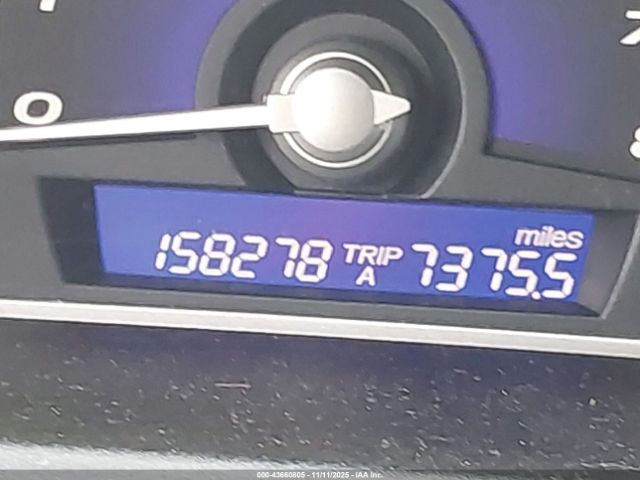 0
miles
158278 TRIP A 7375.5
000-43660805 - 11/11/2025 - IAA Inc.